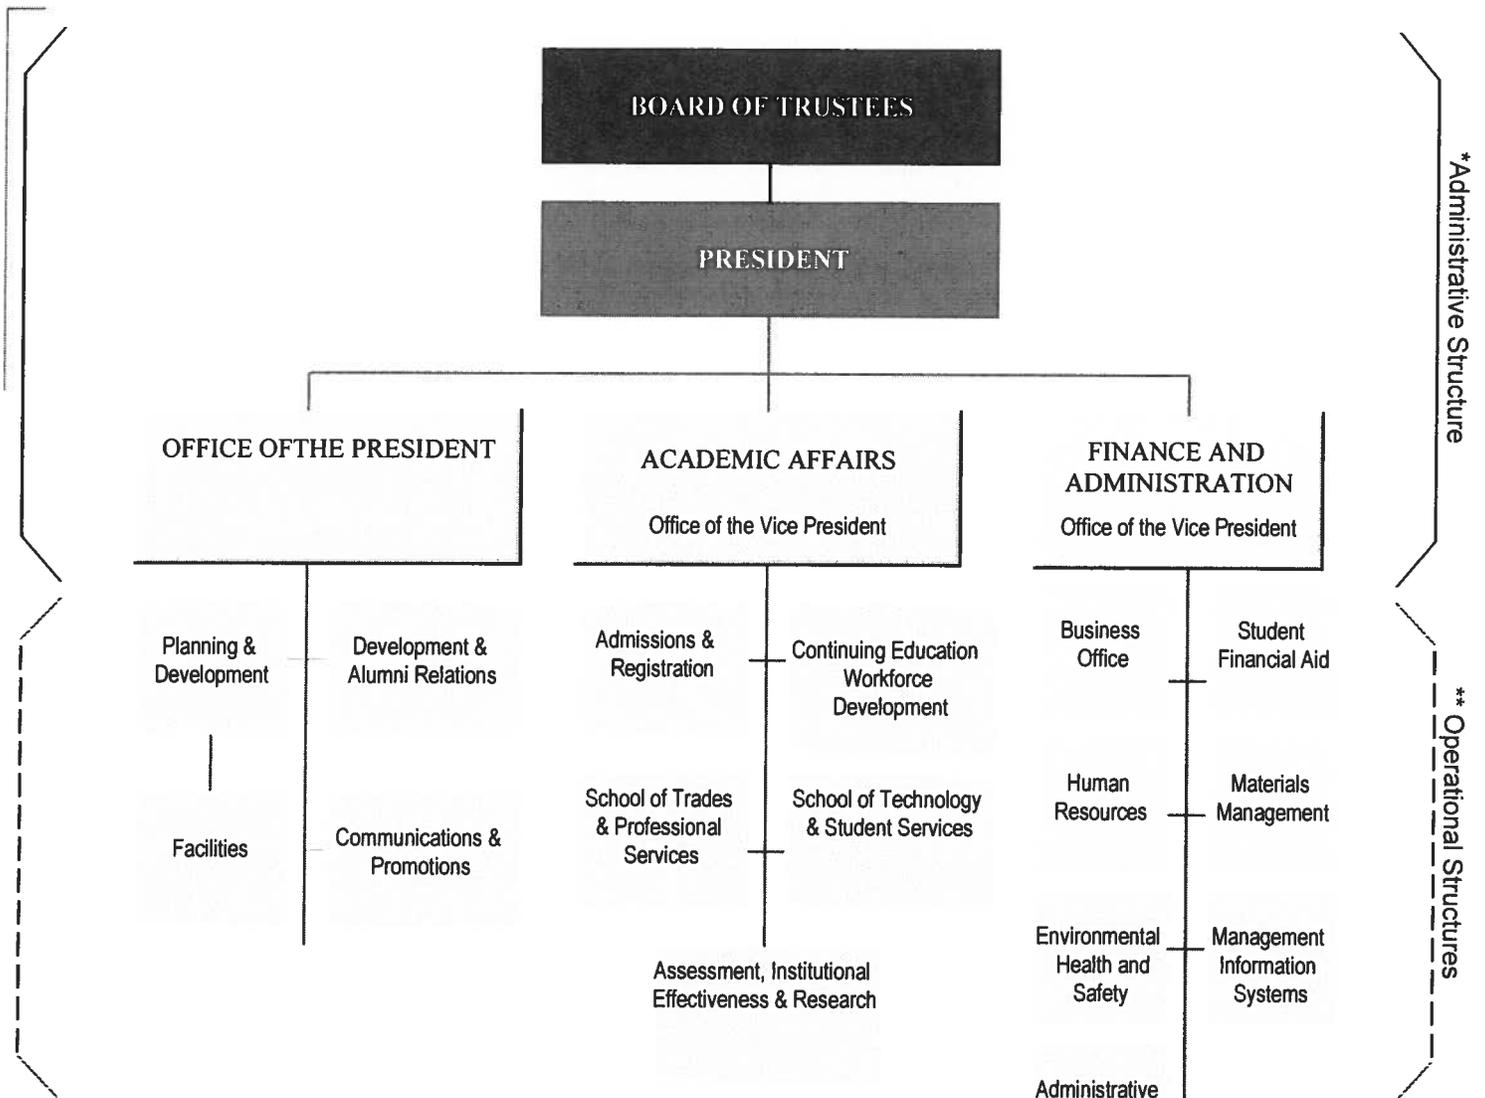 BOARD OF TRUSTEES
PRESIDENT
*Administrative Structure
OFFICE OFTHE PRESIDENT
ACADEMIC AFFAIRS
Office of the Vice President
FINANCE AND
ADMINISTRATION
Office of the Vice President
Planning &
Development
Development &
Alumni Relations
Facilities
Communications &
Promotions
Admissions &
Registration
Continuing Education
Workforce
Development
School of Trades
& Professional
Services
School of Technology
& Student Services
Assessment, Institutional
Effectiveness & Research
Business
Office
Student
Financial Aid
Human
Resources
Materials
Management
Environmental
Health and
Safety
Management
Information
Systems
Administrative
** Operational Structures